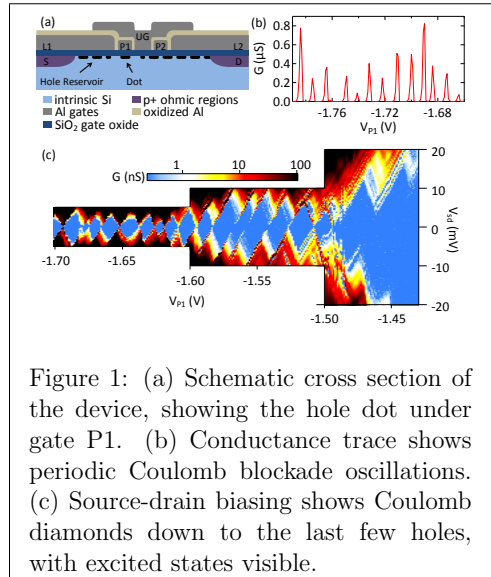 (a)
UG
L1
P1
P2
L2
S
D
Hole Reservoir
Dot
intrinsic Si
p+ ohmic regions
Al gates
oxidized Al
SiO₂ gate oxide
(b)
G (µS)
0.8
0.6
0.4
0.2
0.0
-1.76
-1.72
-1.68
V_P1 (V)
(c)
G (nS)
1
10
100
20
10
0
-10
-20
V_sd (mV)
-1.70
-1.65
-1.60
-1.55
-1.50
-1.45
V_P1 (V)
Figure 1: (a) Schematic cross section of
the device, showing the hole dot under
gate P1. (b) Conductance trace shows
periodic Coulomb blockade oscillations.
(c) Source-drain biasing shows Coulomb
diamonds down to the last few holes,
with excited states visible.